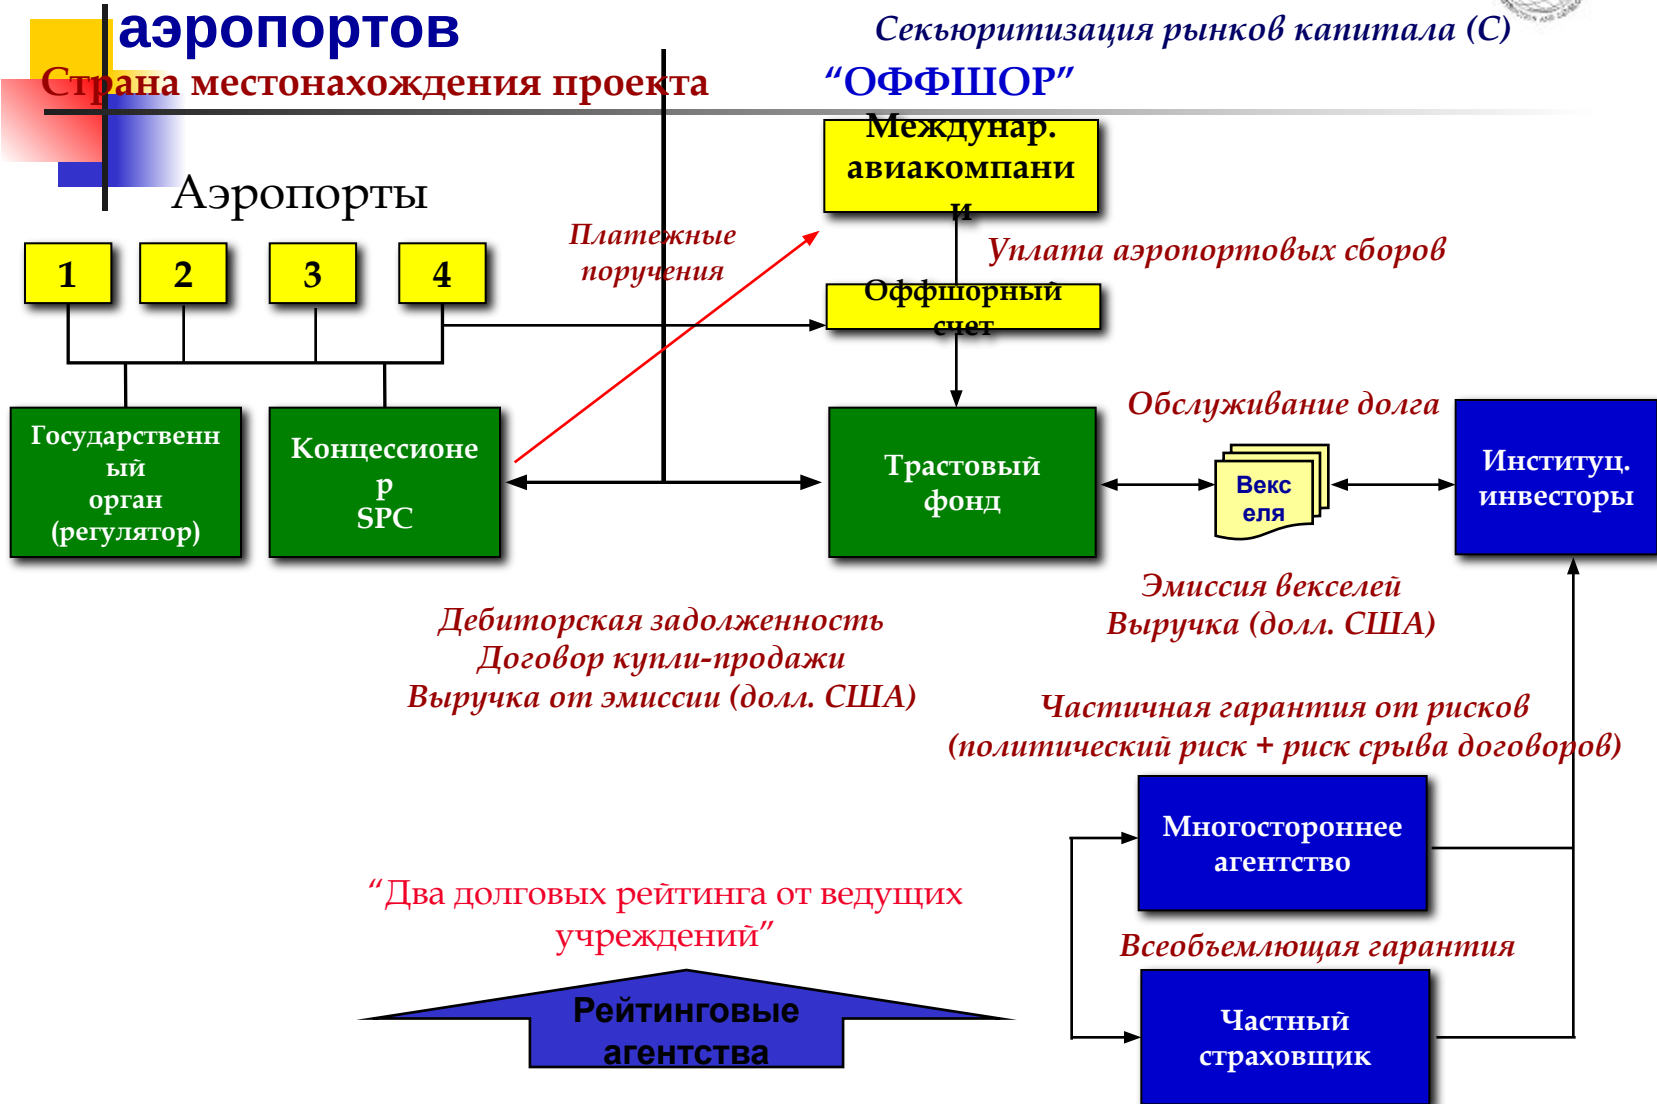 аэропортов
Секьюритизация рынков капитала (С)
Страна местонахождения проекта
“ОФФШОР”
Междунар.
авиакомпани
и
Аэропорты
Платежные
поручения
Уплата аэропортовых сборов
1
2
3
4
Оффшорный
счет
Обслуживание долга
Государственн
ый
орган
(регулятор)
Концессионе
р
SPC
Трастовый
фонд
Векс
еля
Институц.
инвесторы
Дебиторская задолженность
Договор купли-продажи
Выручка от эмиссии (долл. США)
Эмиссия векселей
Выручка (долл. США)
Частичная гарантия от рисков
(политический риск + риск срыва договоров)
Многостороннее
агентство
“Два долговых рейтинга от ведущих
учреждений”
Всеобъемлющая гарантия
Рейтинговые
агентства
Частный
страховщик